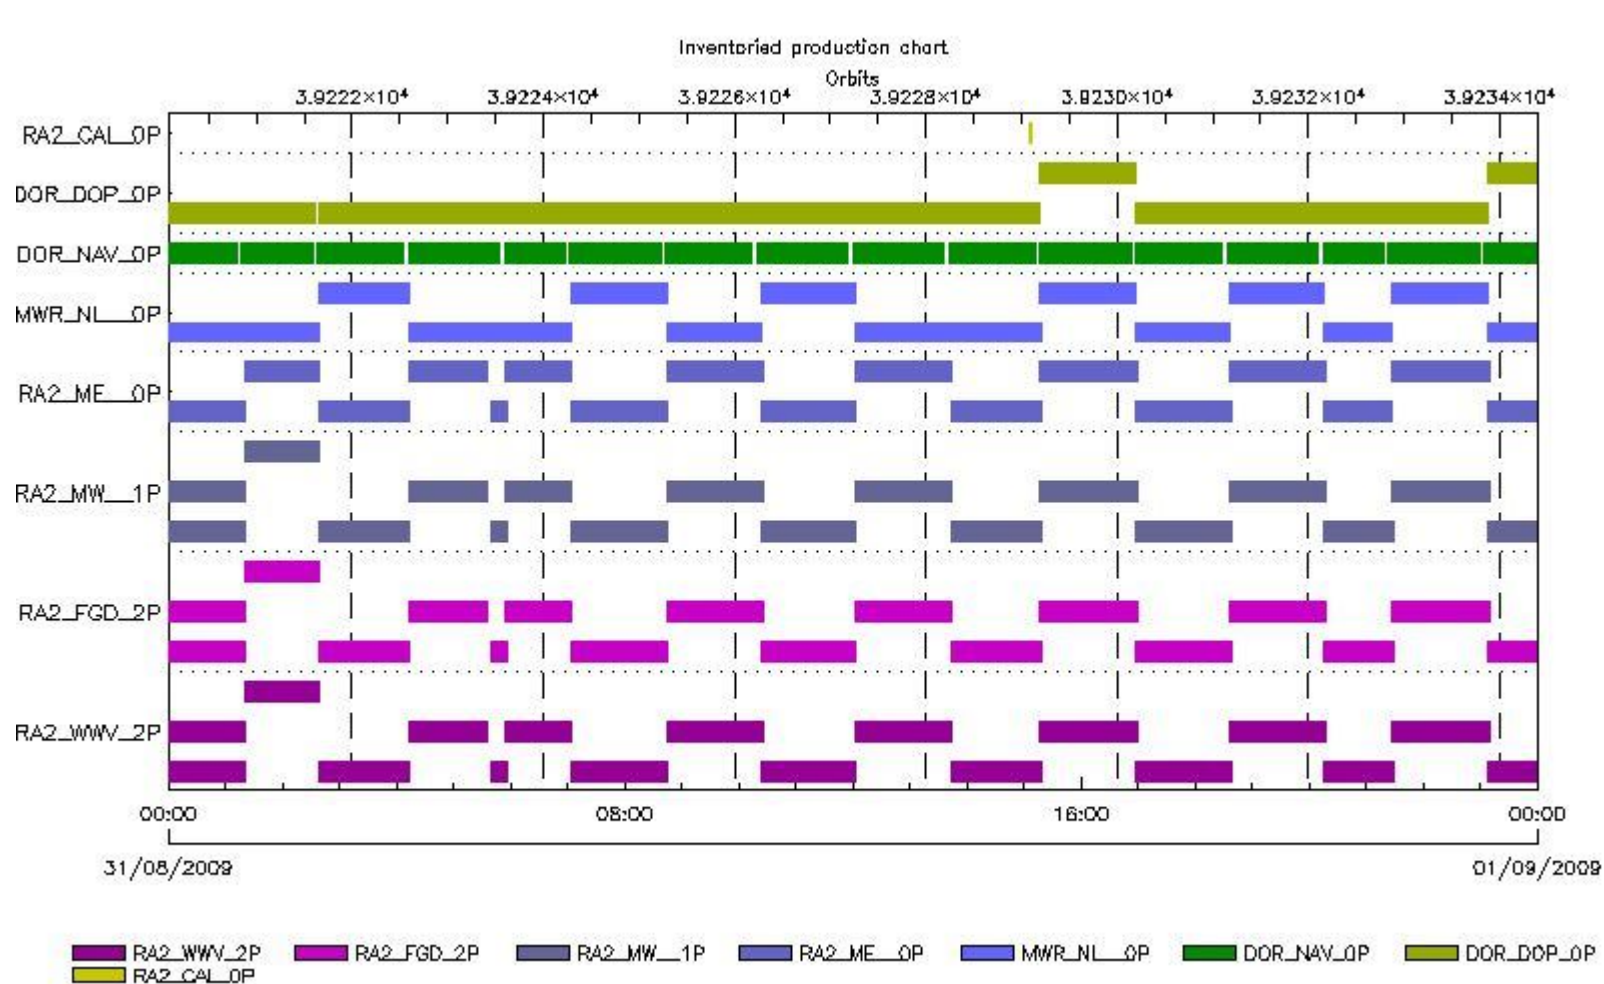 Inventoried production chart
Orbits
3.9222×10⁴ 3.9224×10⁴ 3.9226×10⁴ 3.9228×10⁴ 3.9230×10⁴ 3.9232×10⁴ 3.9234×10⁴
RA2_CAL_0P
DOR_DOP_0P
DOR_NAV_0P
MWR_NL__0P
RA2_ME__0P
RA2_MW__1P
RA2_FGD_2P
RA2_WWV_2P
00:00 08:00 16:00 00:00
31/08/2009 01/09/2009
RA2_WWV_2P RA2_FGD_2P RA2_MW__1P RA2_ME__0P MWR_NL__0P DOR_NAV_0P DOR_DOP_0P
RA2_CAL_0P